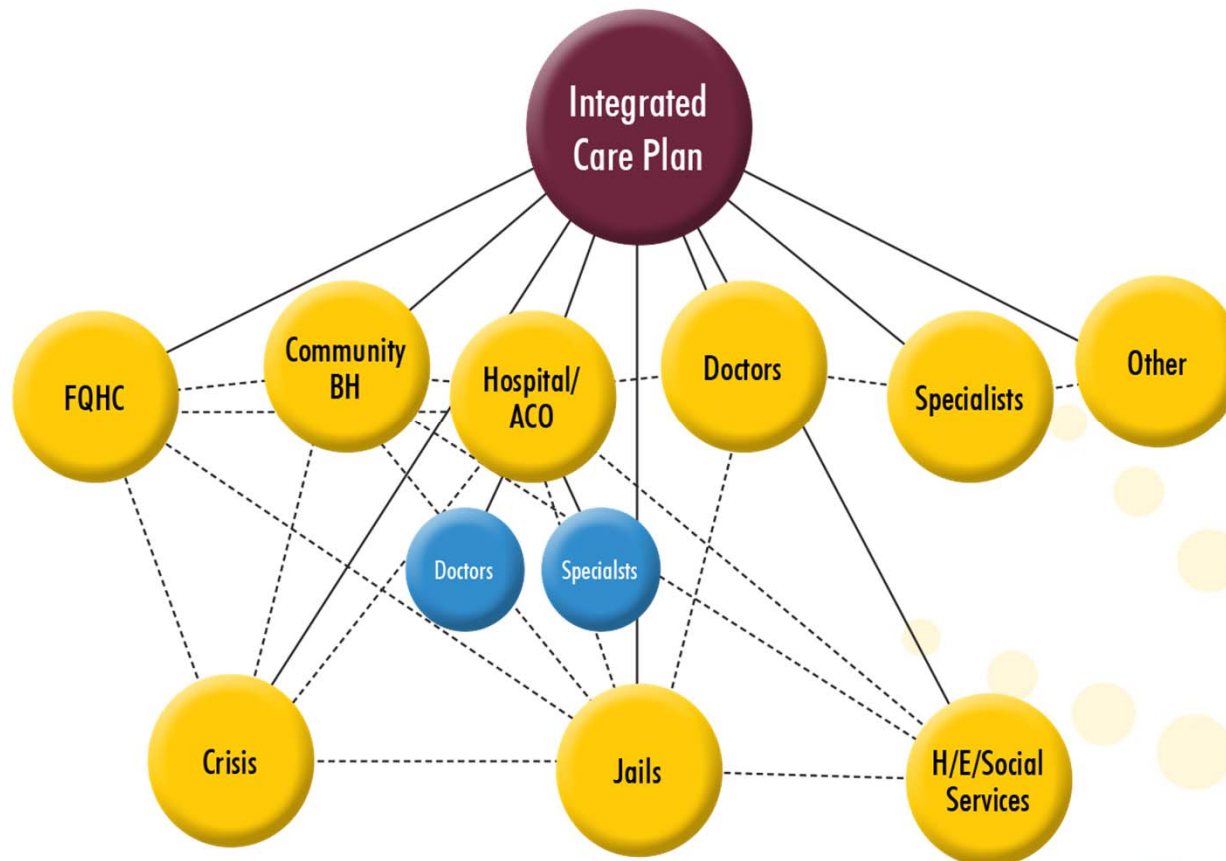 Integrated
Care Plan
FQHC
Community
BH
Hospital/
ACO
Doctors
Specialists
Other
Doctors
Specialsts
Crisis
Jails
H/E/Social
Services